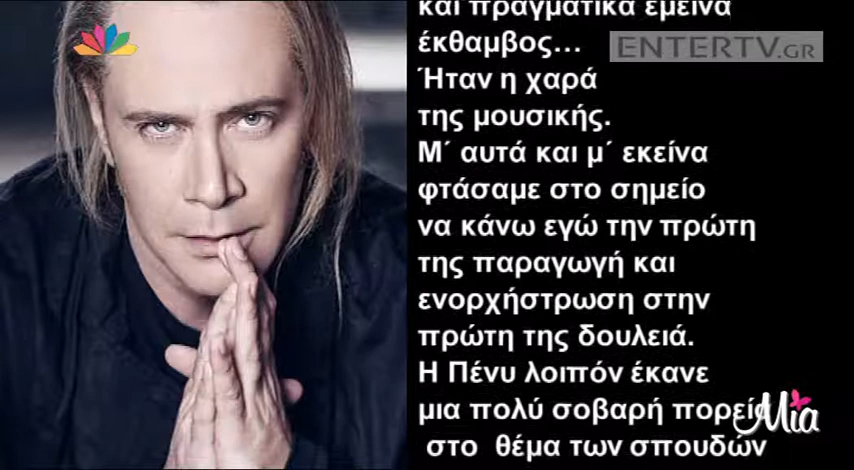 και πραγματικά έμεινα
έκθαμβος...
ENTERTV.GR
Ήταν η χαρά
της μουσικής.
Μ΄ αυτά και μ΄ εκείνα
φτάσαμε στο σημείο
να κάνω εγώ την πρώτη
της παραγωγή και
ενορχήστρωση στην
πρώτη της δουλειά.
Η Πένυ λοιπόν έκανε
μια πολύ σοβαρή πορεία
Mia
στο θέμα των σπουδών